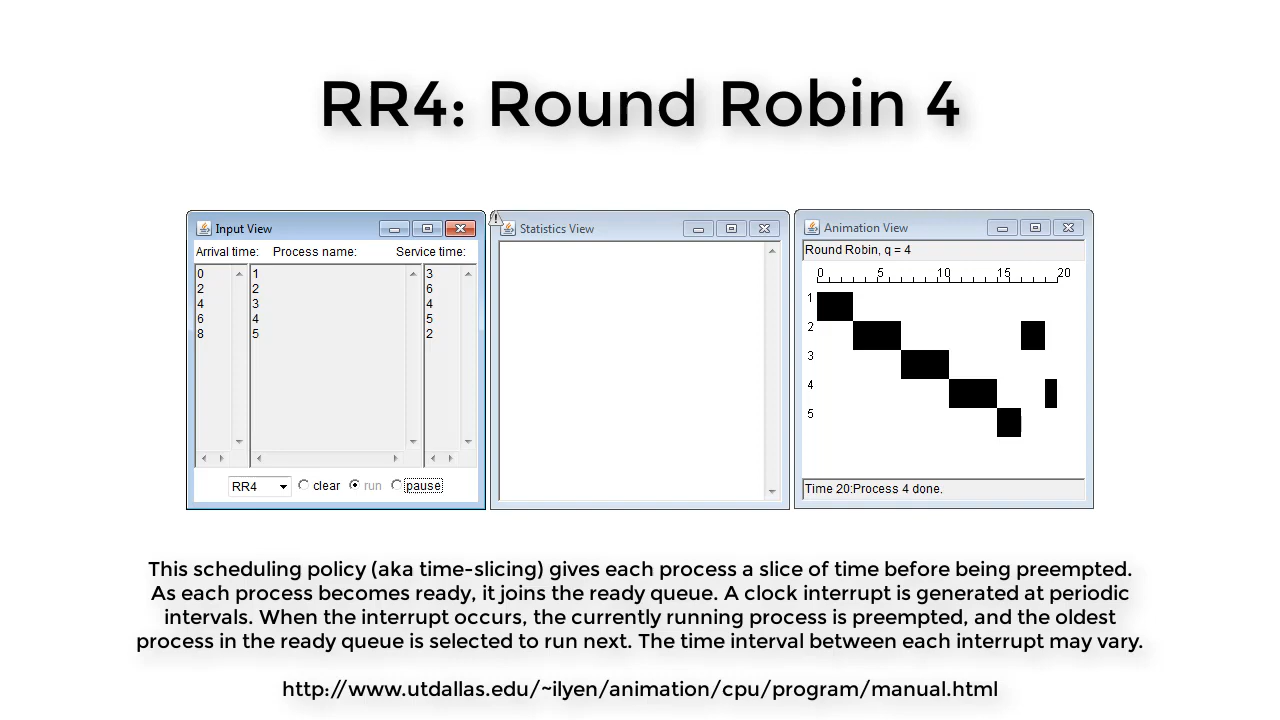 RR4: Round Robin 4
Input View
Arrival time: Process name: Service time:
0 1 3
2 2 6
4 3 4
6 4 5
8 5 2
RR4 clear run pause
Statistics View
Animation View
Round Robin, q = 4
0 5 10 15 20
1
2
3
4
5
Time 20:Process 4 done.
This scheduling policy (aka time-slicing) gives each process a slice of time before being preempted.
As each process becomes ready, it joins the ready queue. A clock interrupt is generated at periodic
intervals. When the interrupt occurs, the currently running process is preempted, and the oldest
process in the ready queue is selected to run next. The time interval between each interrupt may vary.
http://www.utdallas.edu/~ilyen/animation/cpu/program/manual.html